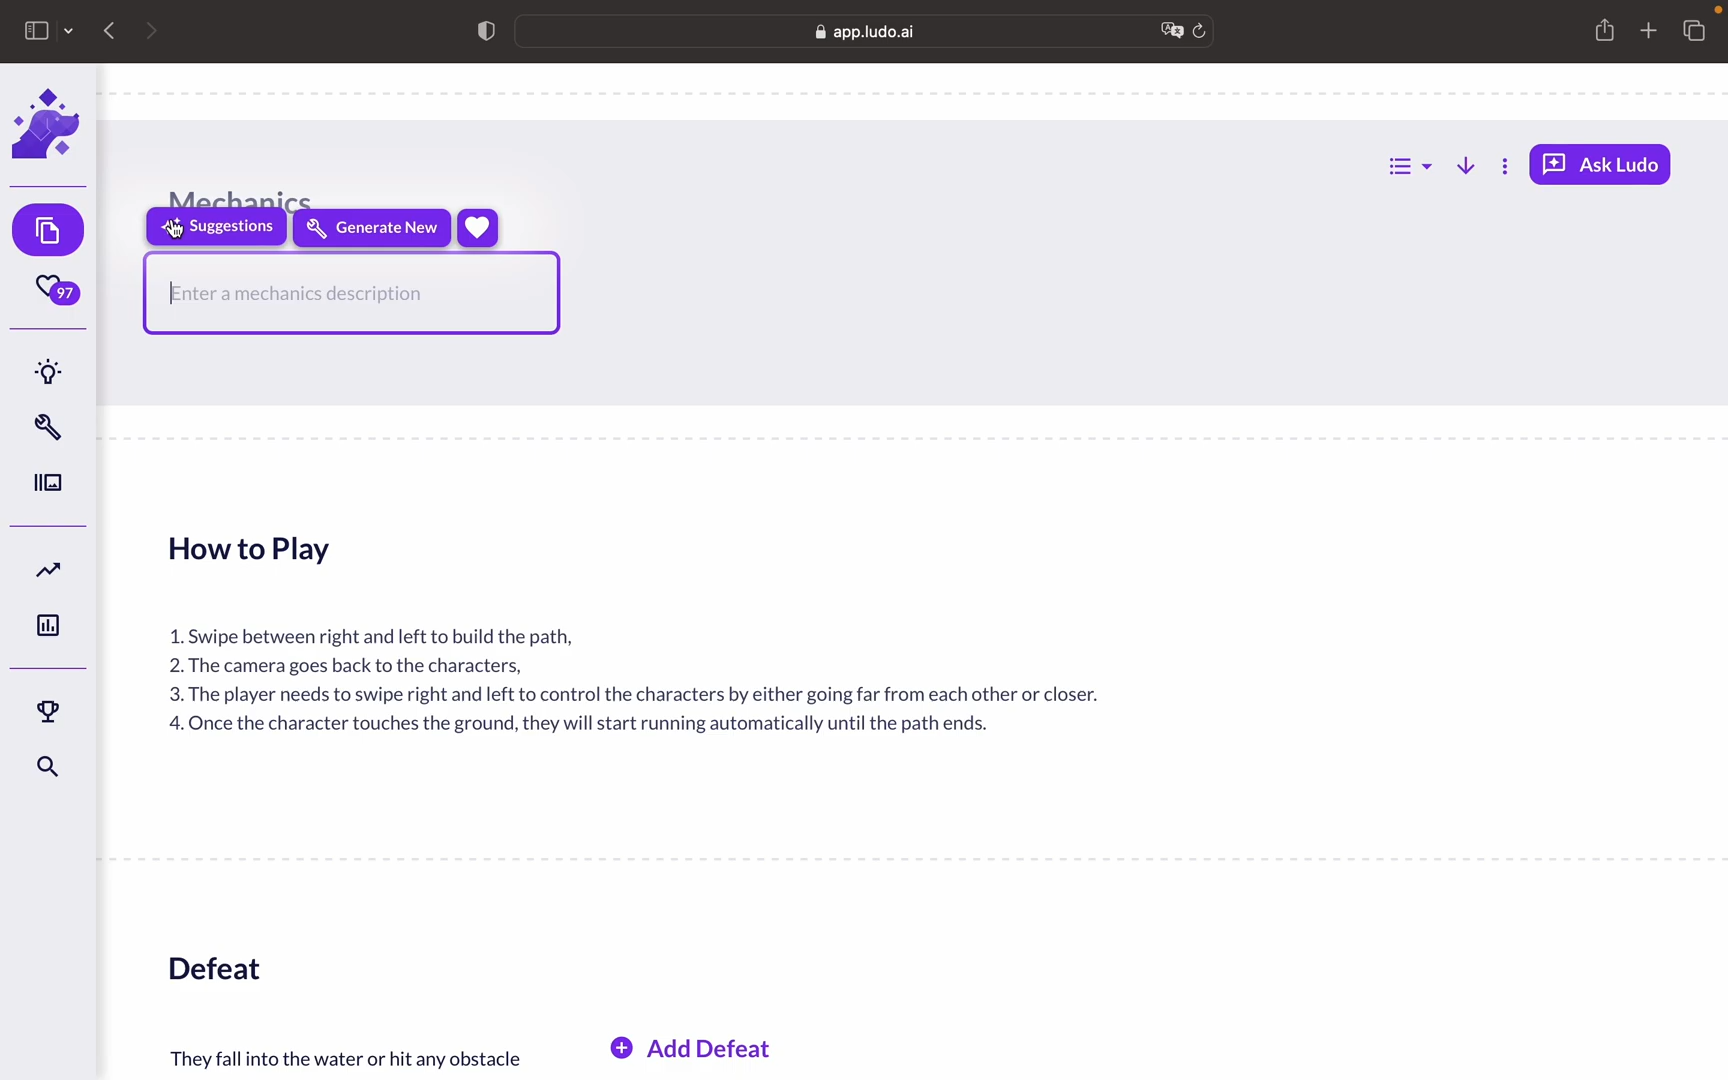 app.ludo.ai
Ask Ludo
Mechanics
Suggestions
Generate New
97
Enter a mechanics description
How to Play
1. Swipe between right and left to build the path,
2. The camera goes back to the characters,
3. The player needs to swipe right and left to control the characters by either going far from each other or closer.
4. Once the character touches the ground, they will start running automatically until the path ends.
Defeat
Add Defeat
They fall into the water or hit any obstacle